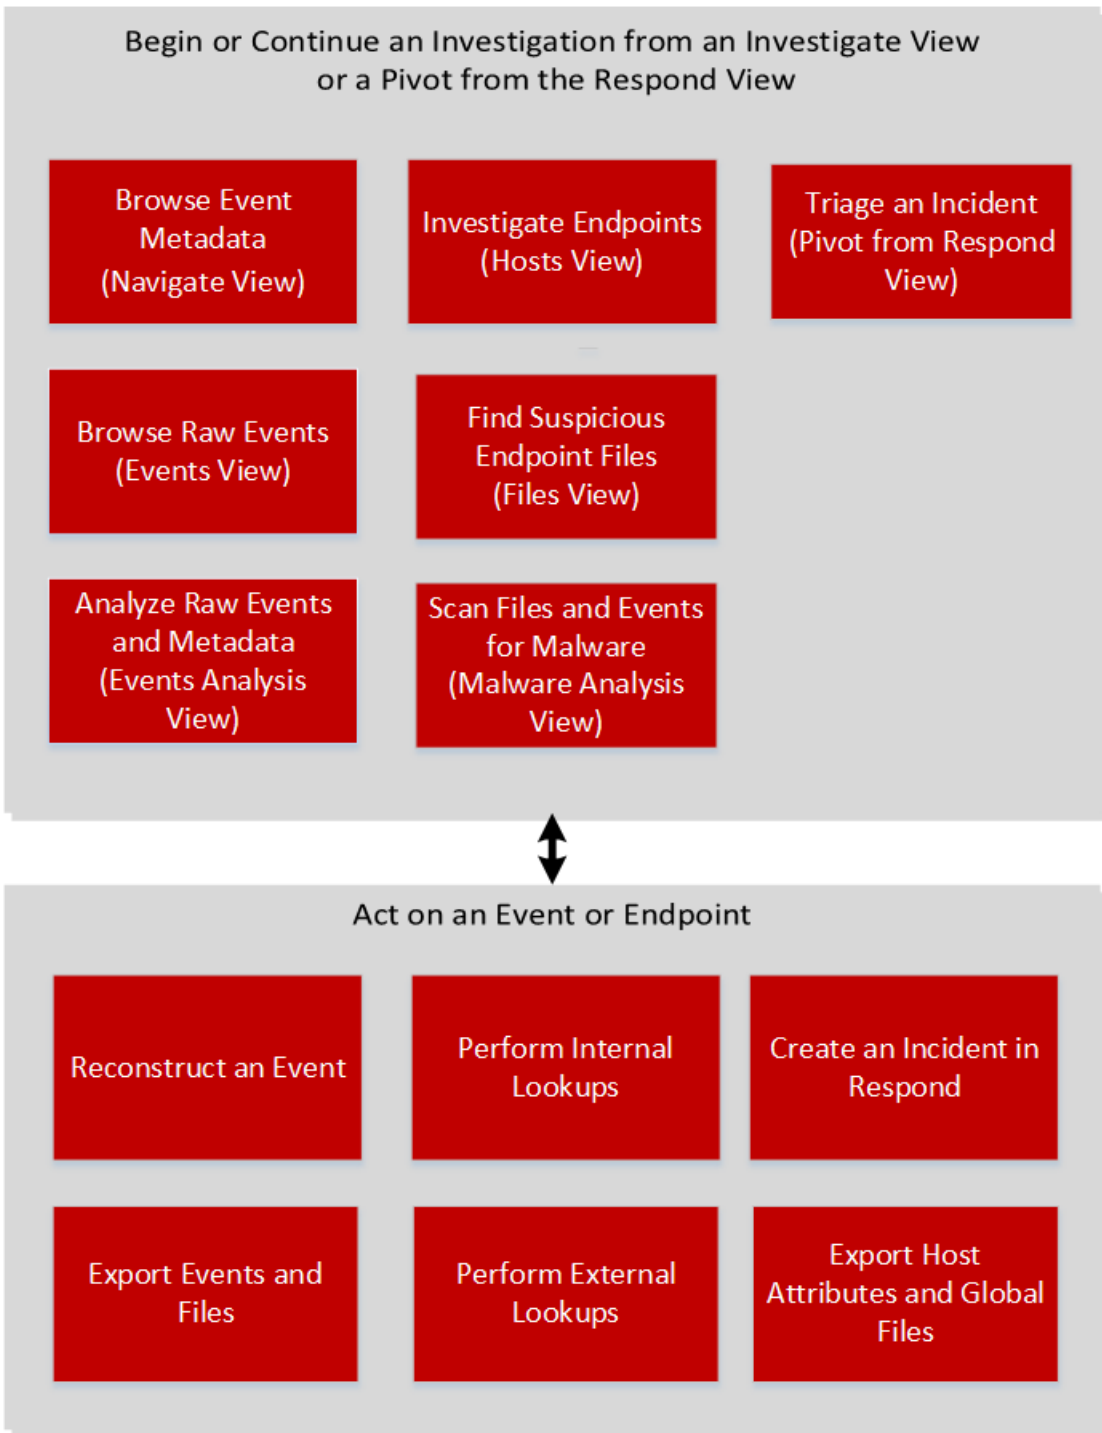 Begin or Continue an Investigation from an Investigate View
or a Pivot from the Respond View
Browse Event
Metadata
(Navigate View)
Investigate Endpoints
(Hosts View)
Triage an Incident
(Pivot from Respond
View)
Browse Raw Events
(Events View)
Find Suspicious
Endpoint Files
(Files View)
Analyze Raw Events
and Metadata
(Events Analysis
View)
Scan Files and Events
for Malware
(Malware Analysis
View)
Act on an Event or Endpoint
Reconstruct an Event
Perform Internal
Lookups
Create an Incident in
Respond
Export Events and
Files
Perform External
Lookups
Export Host
Attributes and Global
Files